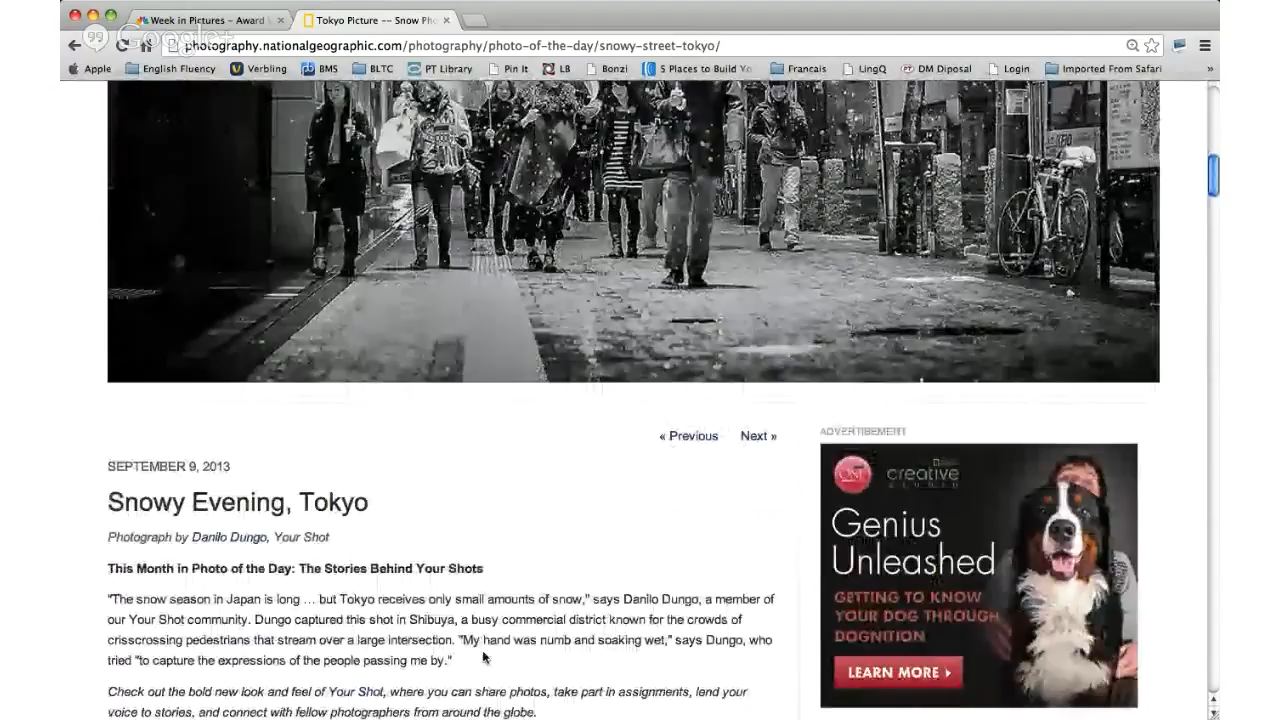 Week in Pictures – Award
Tokyo Picture -- Snow Ph
Google+
photography.nationalgeographic.com/photography/photo-of-the-day/snowy-street-tokyo/
Apple English Fluency Verbling BMS BLTC PT Library Pin It LB Bonzi 5 Places to Build Yo Francais LingQ DM Diposal Login Imported From Safari »
« Previous Next »
ADVERTISEMENT
SEPTEMBER 9, 2013
Snowy Evening, Tokyo
Photograph by Danilo Dungo, Your Shot
This Month in Photo of the Day: The Stories Behind Your Shots
"The snow season in Japan is long ... but Tokyo receives only small amounts of snow," says Danilo Dungo, a member of
our Your Shot community. Dungo captured this shot in Shibuya, a busy commercial district known for the crowds of
crisscrossing pedestrians that stream over a large intersection. "My hand was numb and soaking wet," says Dungo, who
tried "to capture the expressions of the people passing me by."
Check out the bold new look and feel of Your Shot, where you can share photos, take part in assignments, lend your
voice to stories, and connect with fellow photographers from around the globe.
creative
Genius
Unleashed
GETTING TO KNOW
YOUR DOG THROUGH
DOGNITION
LEARN MORE